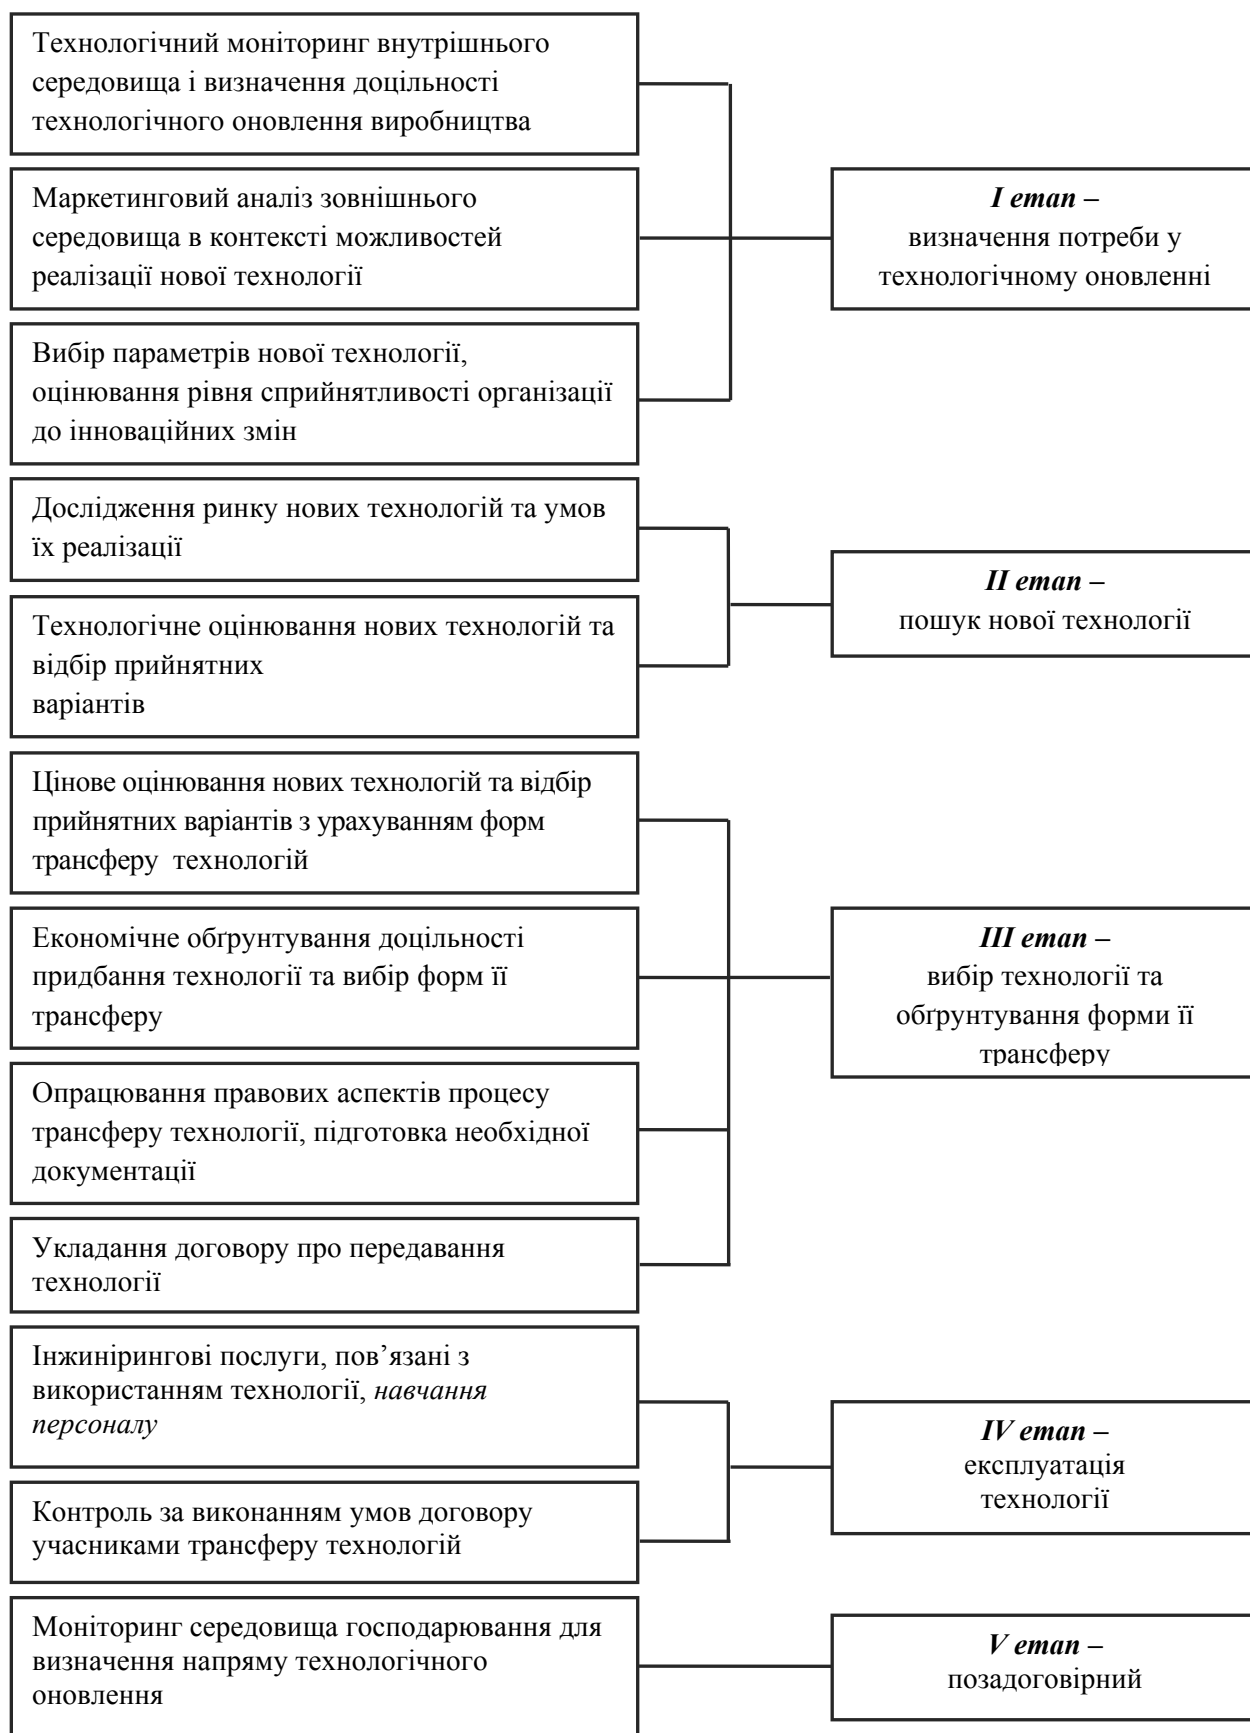 Технологічний моніторинг внутрішнього
середовища і визначення доцільності
технологічного оновлення виробництва
Маркетинговий аналіз зовнішнього
середовища в контексті можливостей
реалізації нової технології
Вибір параметрів нової технології,
оцінювання рівня сприйнятливості організації
до інноваційних змін
I етап –
визначення потреби у
технологічному оновленні
Дослідження ринку нових технологій та умов
їх реалізації
Технологічне оцінювання нових технологій та
відбір прийнятних
варіантів
II етап –
пошук нової технології
Цінове оцінювання нових технологій та відбір
прийнятних варіантів з урахуванням форм
трансферу технологій
Економічне обґрунтування доцільності
придбання технології та вибір форм її
трансферу
Опрацювання правових аспектів процесу
трансферу технології, підготовка необхідної
документації
Укладання договору про передавання
технології
III етап –
вибір технології та
обґрунтування форми її
трансферу
Інжинірингові послуги, пов’язані з
використанням технології, навчання
персоналу
Контроль за виконанням умов договору
учасниками трансферу технологій
IV етап –
експлуатація
технології
Моніторинг середовища господарювання для
визначення напряму технологічного
оновлення
V етап –
позадоговірний